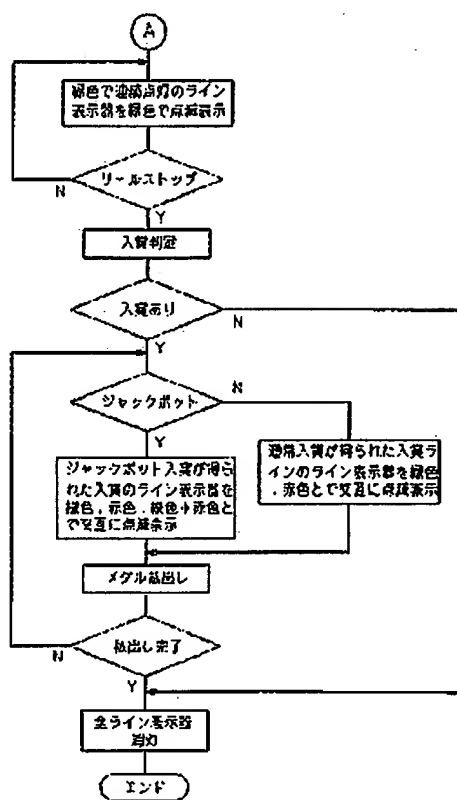 A
緑色で連続点灯のライン
表示器を緑色で点滅表示
リールストップ
N
Y
入賞判定
入賞あり
N
Y
ジャックポット
N
Y
ジャックポット入賞が得ら
れた入賞のライン表示器を
緑色，赤色，緑色+赤色と
で交互に点滅表示
通常入賞が得られた入賞ラ
インのライン表示器を緑色
，赤色とで交互に点滅表示
メダル払出し
払出し完了
N
Y
全ライン表示器
消灯
エンド